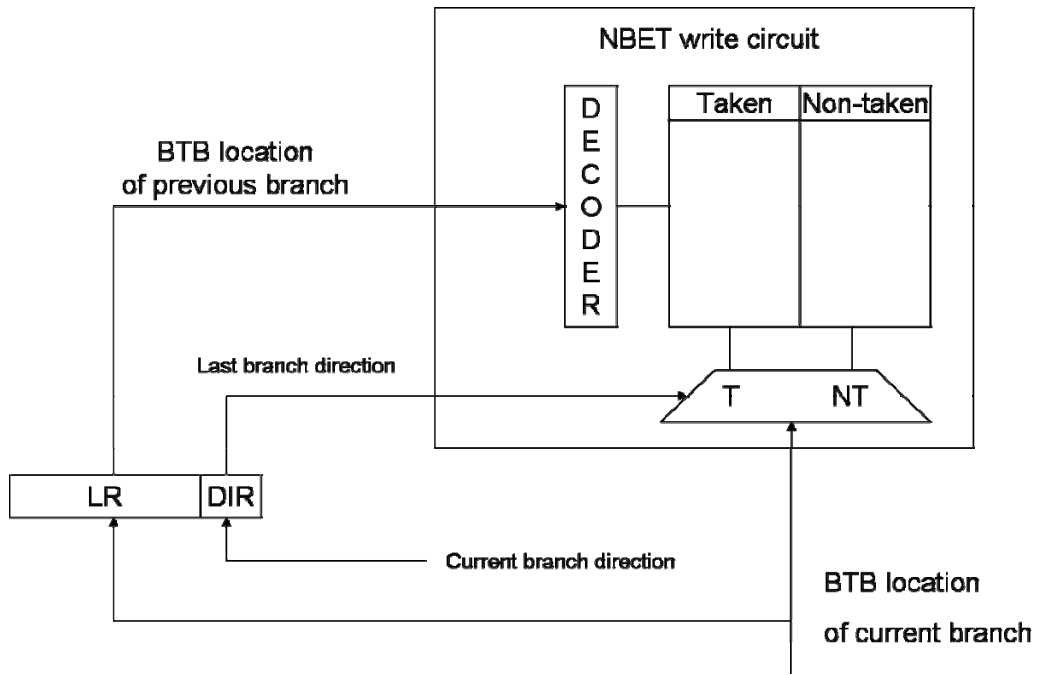 NBET write circuit
D
E
C
O
D
E
R
Taken
Non-taken
BTB location
of previous branch
Last branch direction
T
NT
LR
DIR
Current branch direction
BTB location
of current branch